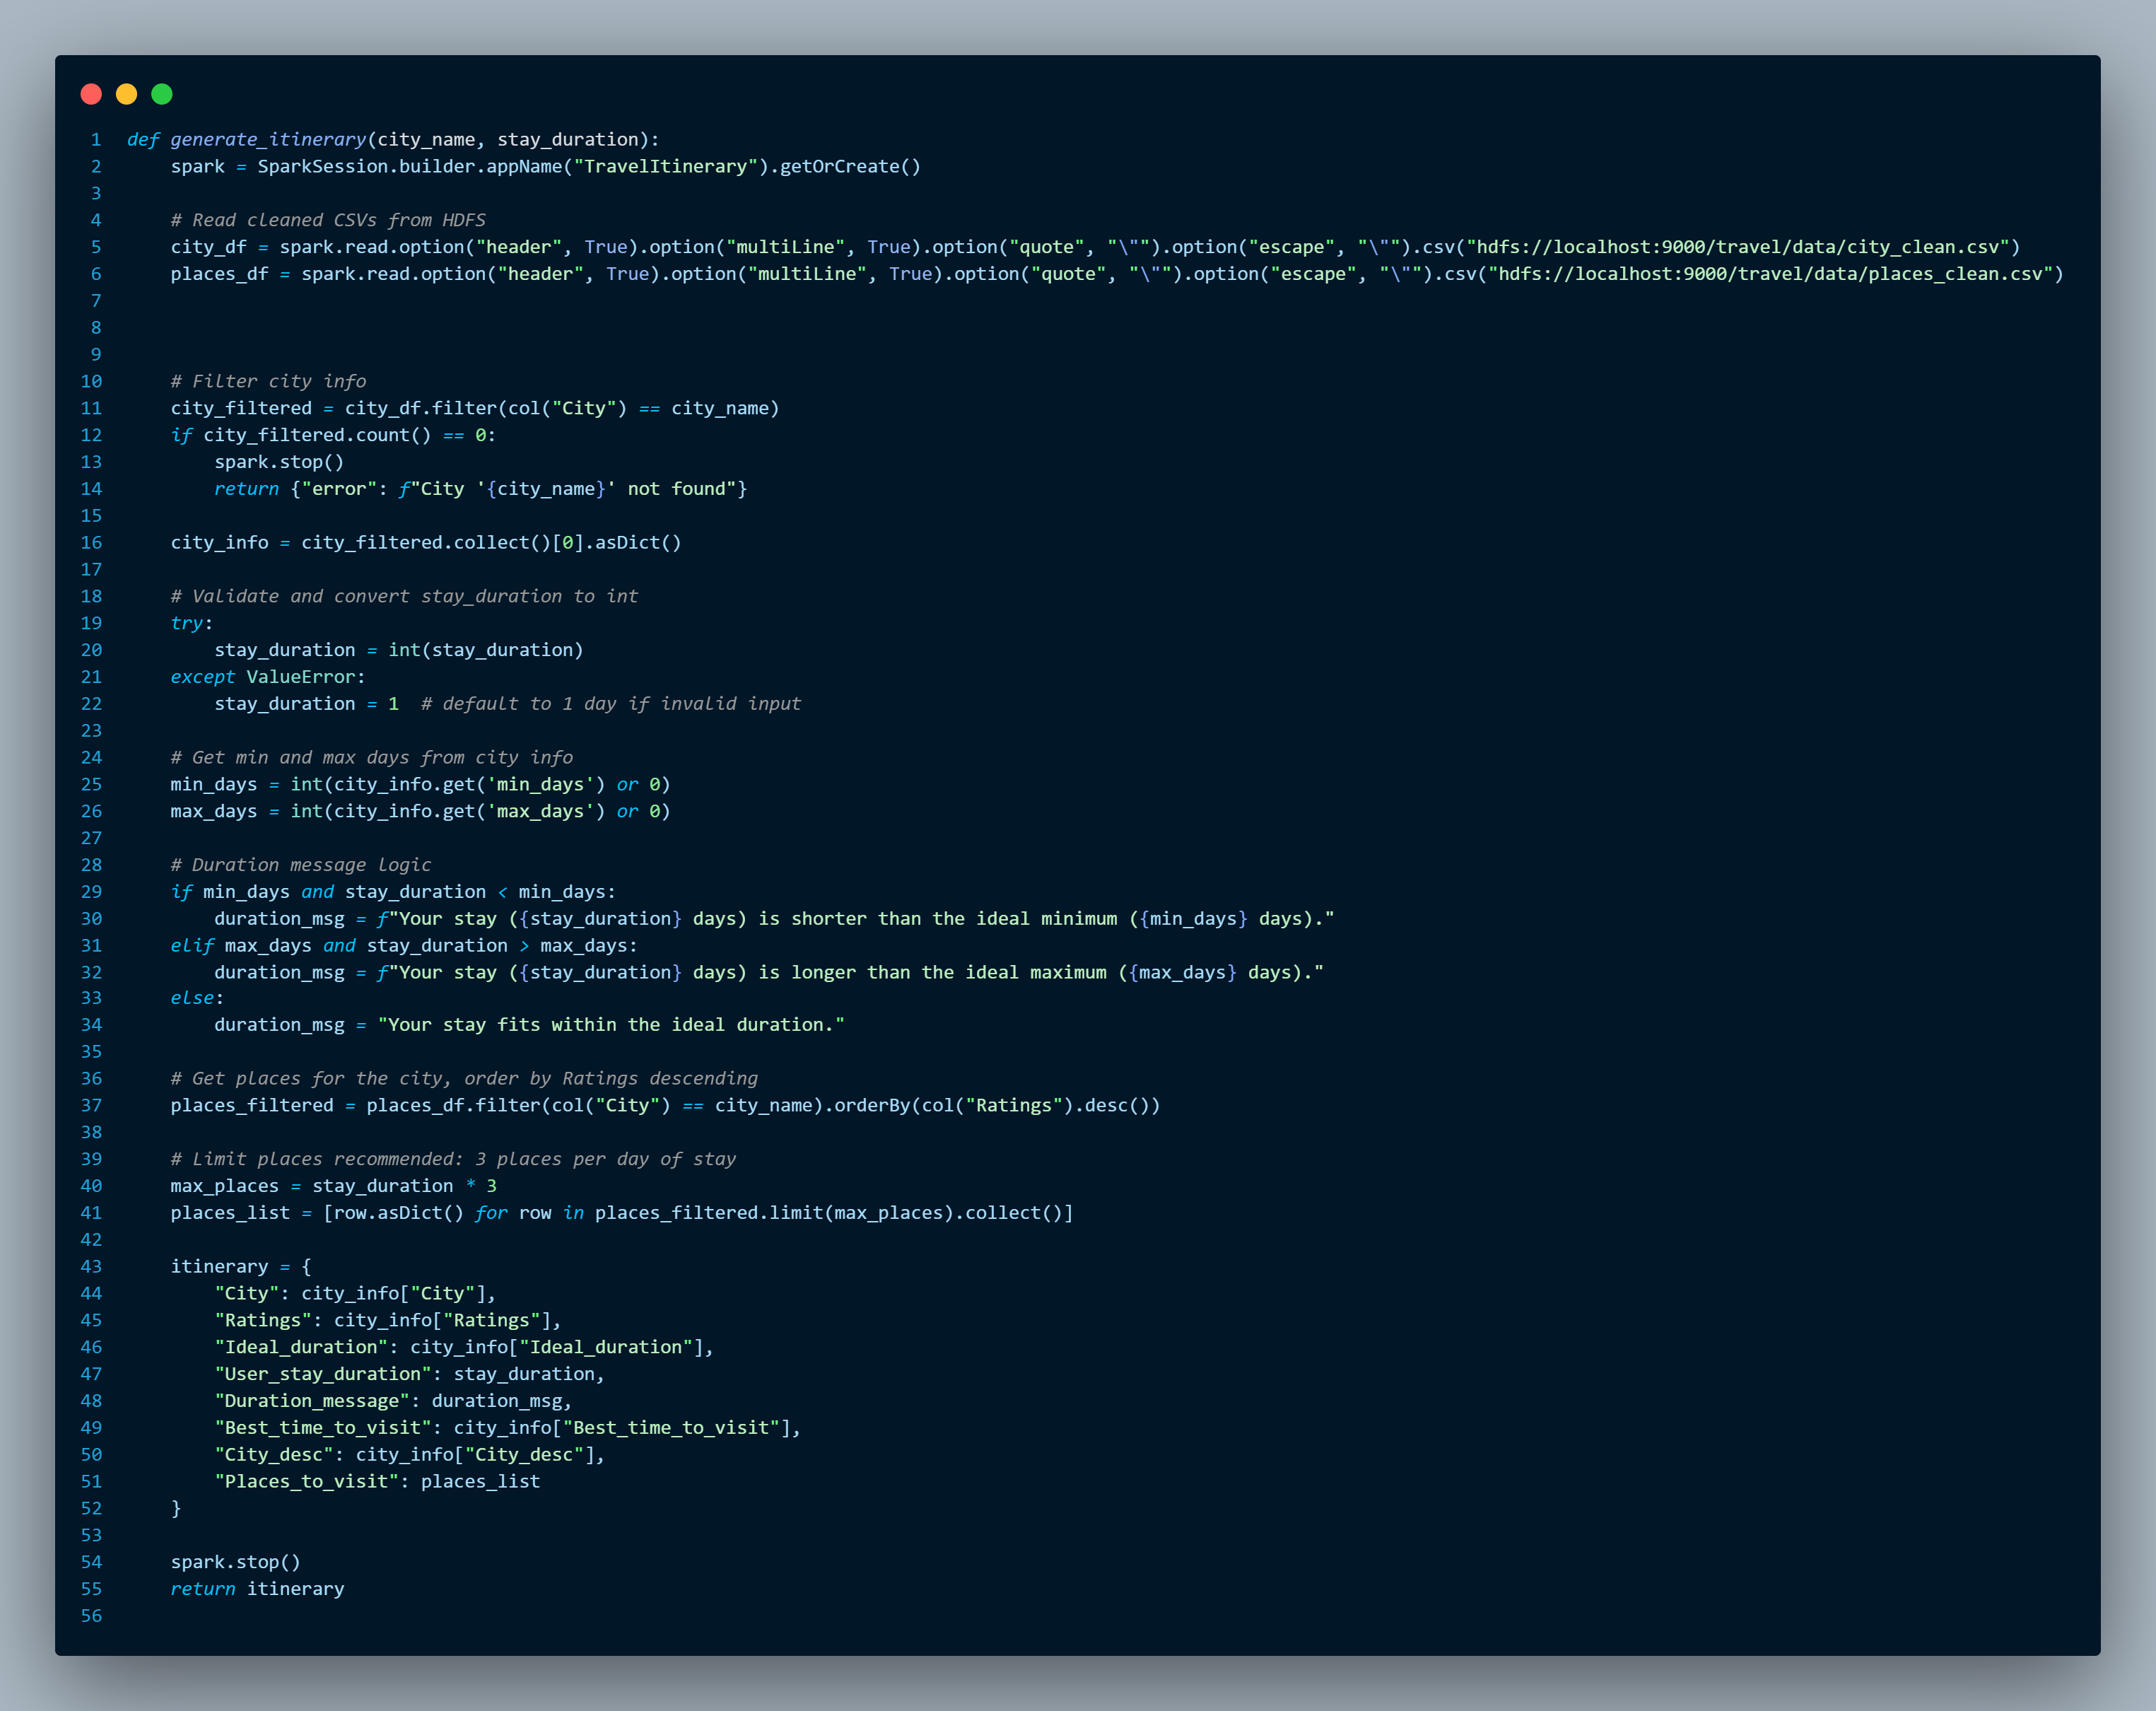 1 def generate_itinerary(city_name, stay_duration):
2     spark = SparkSession.builder.appName("TravelItinerary").getOrCreate()
3
4     # Read cleaned CSVs from HDFS
5     city_df = spark.read.option("header", True).option("multiLine", True).option("quote", "\"").option("escape", "\"").csv("hdfs://localhost:9000/travel/data/city_clean.csv")
6     places_df = spark.read.option("header", True).option("multiLine", True).option("quote", "\"").option("escape", "\"").csv("hdfs://localhost:9000/travel/data/places_clean.csv")
7
8
9
10     # Filter city info
11     city_filtered = city_df.filter(col("City") == city_name)
12     if city_filtered.count() == 0:
13         spark.stop()
14         return {"error": f"City '{city_name}' not found"}
15
16     city_info = city_filtered.collect()[0].asDict()
17
18     # Validate and convert stay_duration to int
19     try:
20         stay_duration = int(stay_duration)
21     except ValueError:
22         stay_duration = 1  # default to 1 day if invalid input
23
24     # Get min and max days from city info
25     min_days = int(city_info.get('min_days') or 0)
26     max_days = int(city_info.get('max_days') or 0)
27
28     # Duration message logic
29     if min_days and stay_duration < min_days:
30         duration_msg = f"Your stay ({stay_duration} days) is shorter than the ideal minimum ({min_days} days)."
31     elif max_days and stay_duration > max_days:
32         duration_msg = f"Your stay ({stay_duration} days) is longer than the ideal maximum ({max_days} days)."
33     else:
34         duration_msg = "Your stay fits within the ideal duration."
35
36     # Get places for the city, order by Ratings descending
37     places_filtered = places_df.filter(col("City") == city_name).orderBy(col("Ratings").desc())
38
39     # Limit places recommended: 3 places per day of stay
40     max_places = stay_duration * 3
41     places_list = [row.asDict() for row in places_filtered.limit(max_places).collect()]
42
43     itinerary = {
44         "City": city_info["City"],
45         "Ratings": city_info["Ratings"],
46         "Ideal_duration": city_info["Ideal_duration"],
47         "User_stay_duration": stay_duration,
48         "Duration_message": duration_msg,
49         "Best_time_to_visit": city_info["Best_time_to_visit"],
50         "City_desc": city_info["City_desc"],
51         "Places_to_visit": places_list
52     }
53
54     spark.stop()
55     return itinerary
56